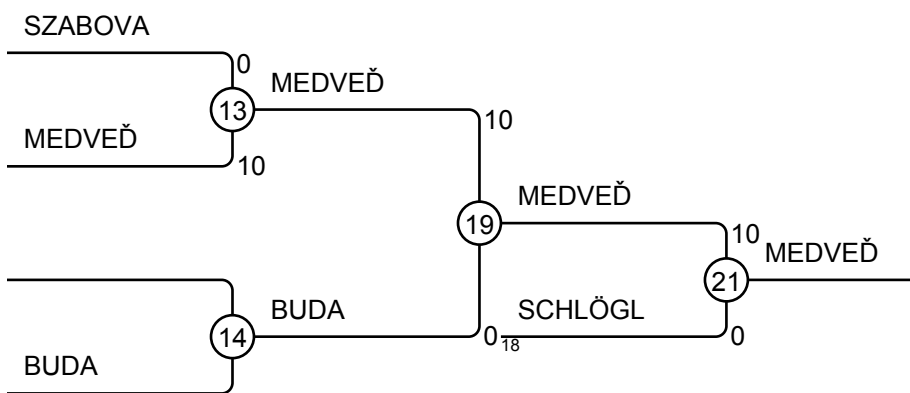 SZABOVA
0
13
MEDVEĎ
MEDVEĎ
10
10
19
MEDVEĎ
10
21
MEDVEĎ
14
BUDA
0
18
SCHLÖGL
0
BUDA